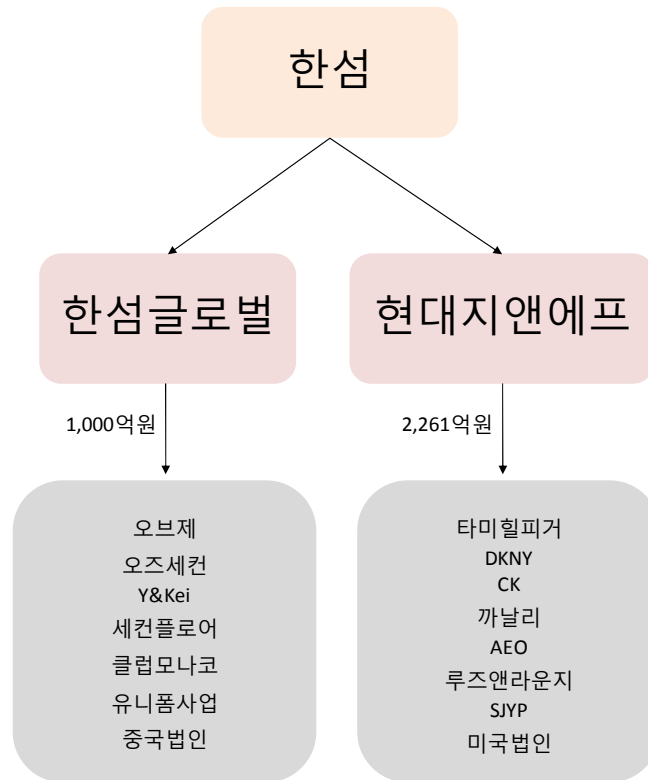 한섬
한섬글로벌
현대지앤에프
1,000억원
2,261억원
오브제
오즈세컨
Y&Kei
세컨플로어
클럽모나코
유니폼사업
중국법인
타미힐피거
DKNY
CK
까날리
AEO
루즈앤라운지
SJYP
미국법인